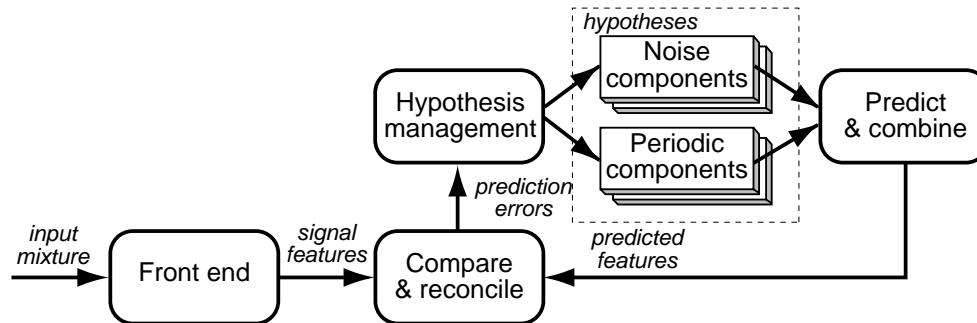 hypotheses
Noise
components
Hypothesis
management
Predict
& combine
Periodic
components
prediction
errors
input
mixture
Front end
signal
features
Compare
& reconcile
predicted
features